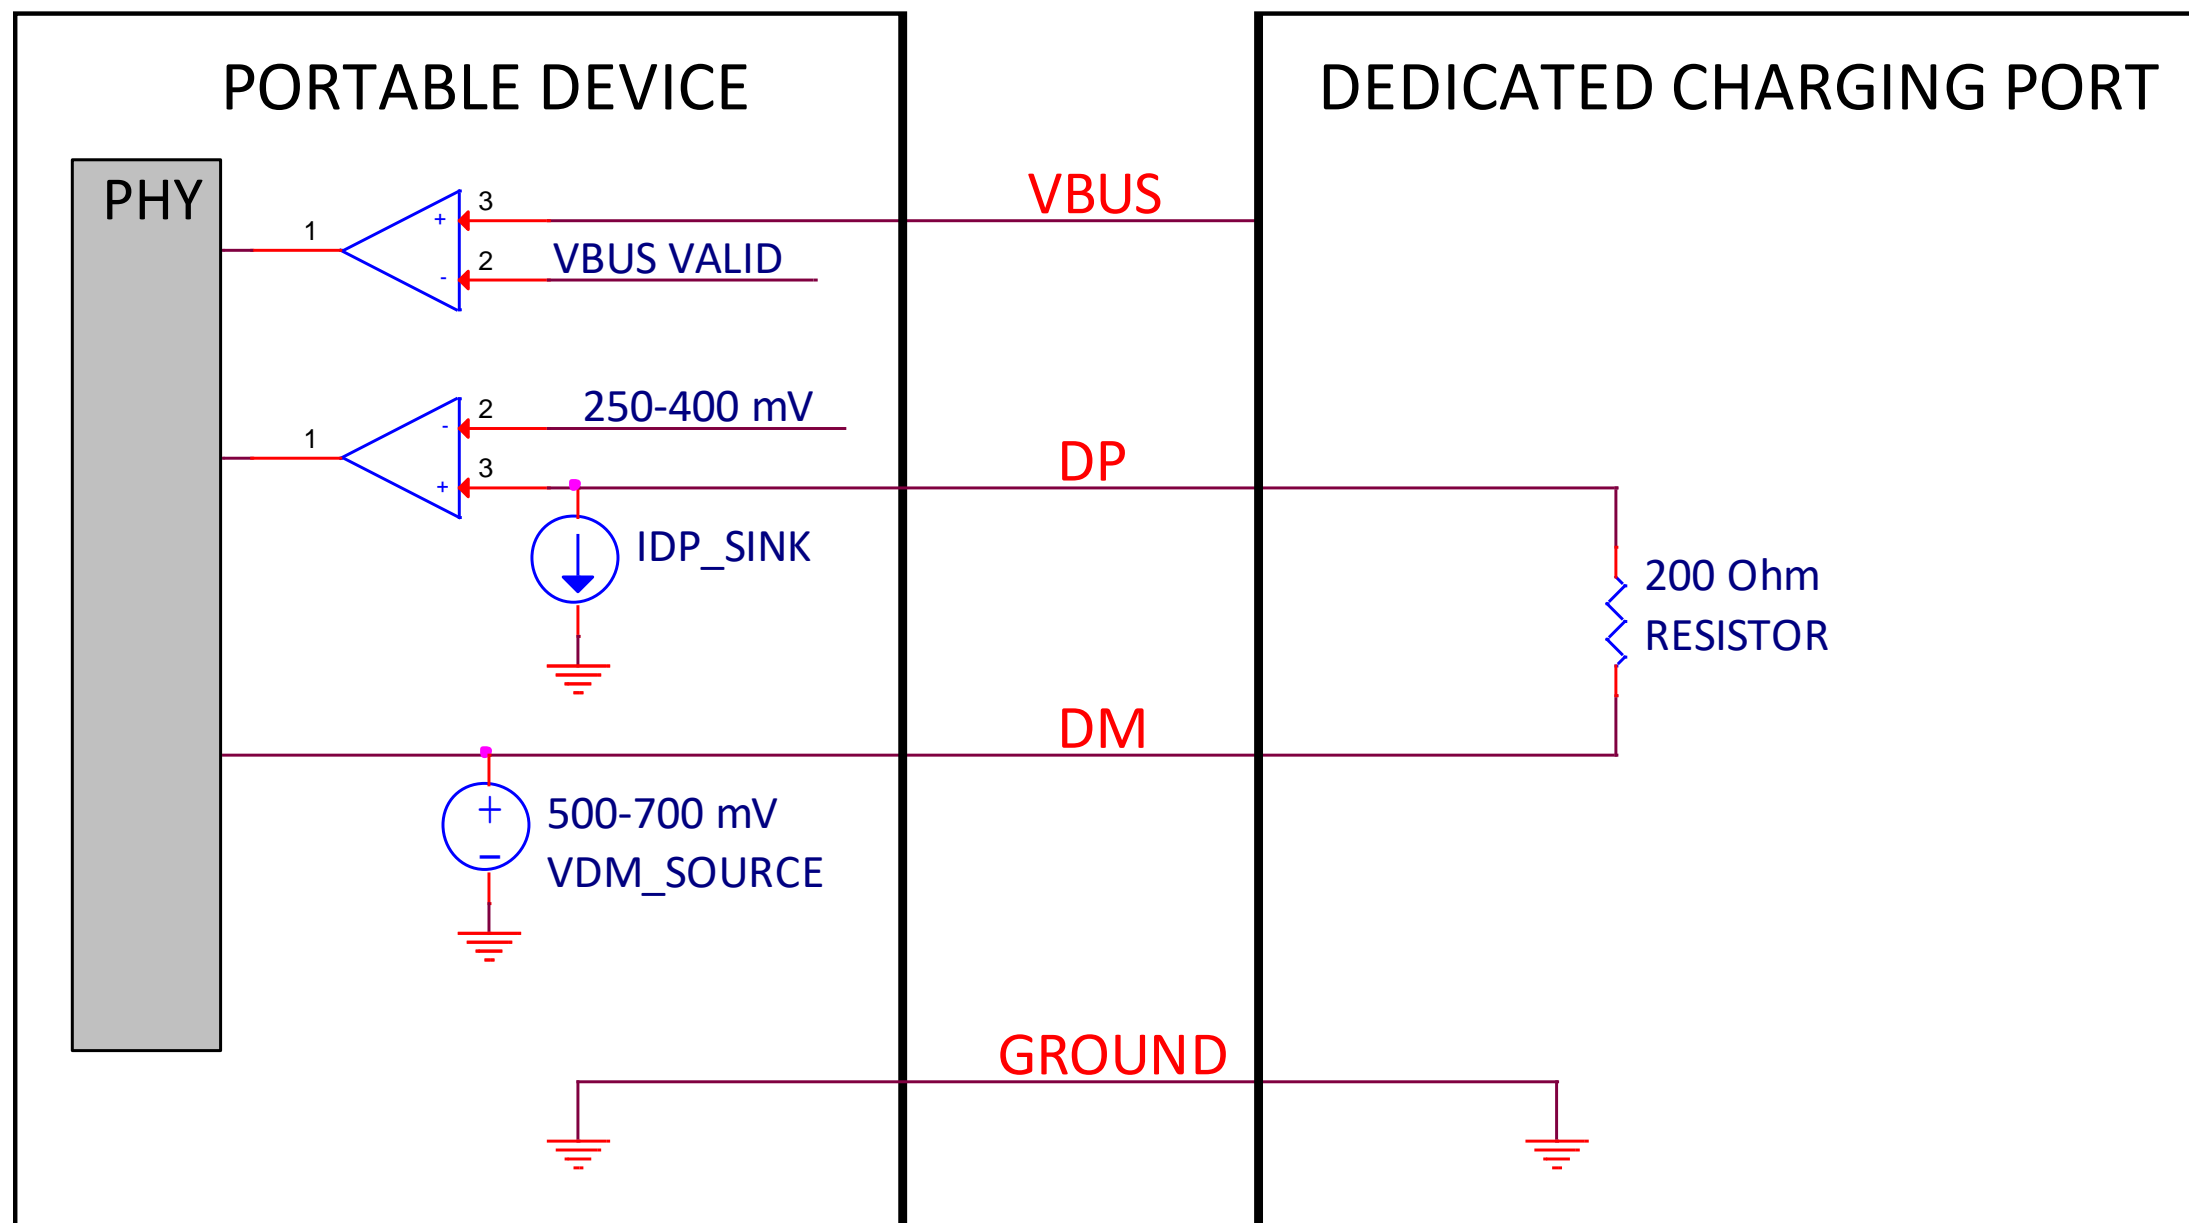 PORTABLE DEVICE
DEDICATED CHARGING PORT
PHY
VBUS
3
+
1
2
-
VBUS VALID
250-400 mV
2
-
1
3
+
DP
IDP_SINK
200 Ohm
RESISTOR
DM
500-700 mV
VDM_SOURCE
GROUND